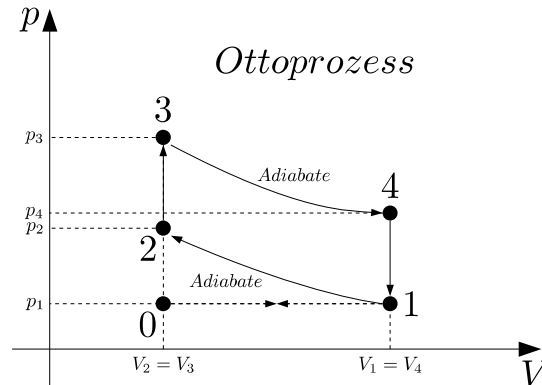 p
Ottoprozess
3
p₃
Adiabate
4
p₄
p₂
2
Adiabate
p₁
1
0
V₂ = V₃
V₁ = V₄
V